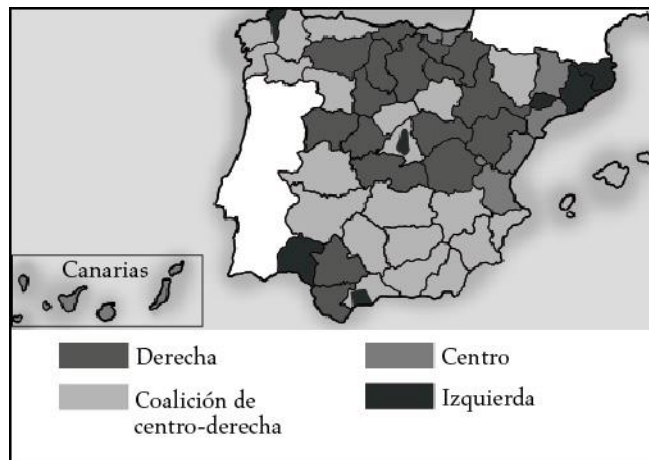 Canarias
Derecha
Centro
Coalición de
centro-derecha
Izquierda